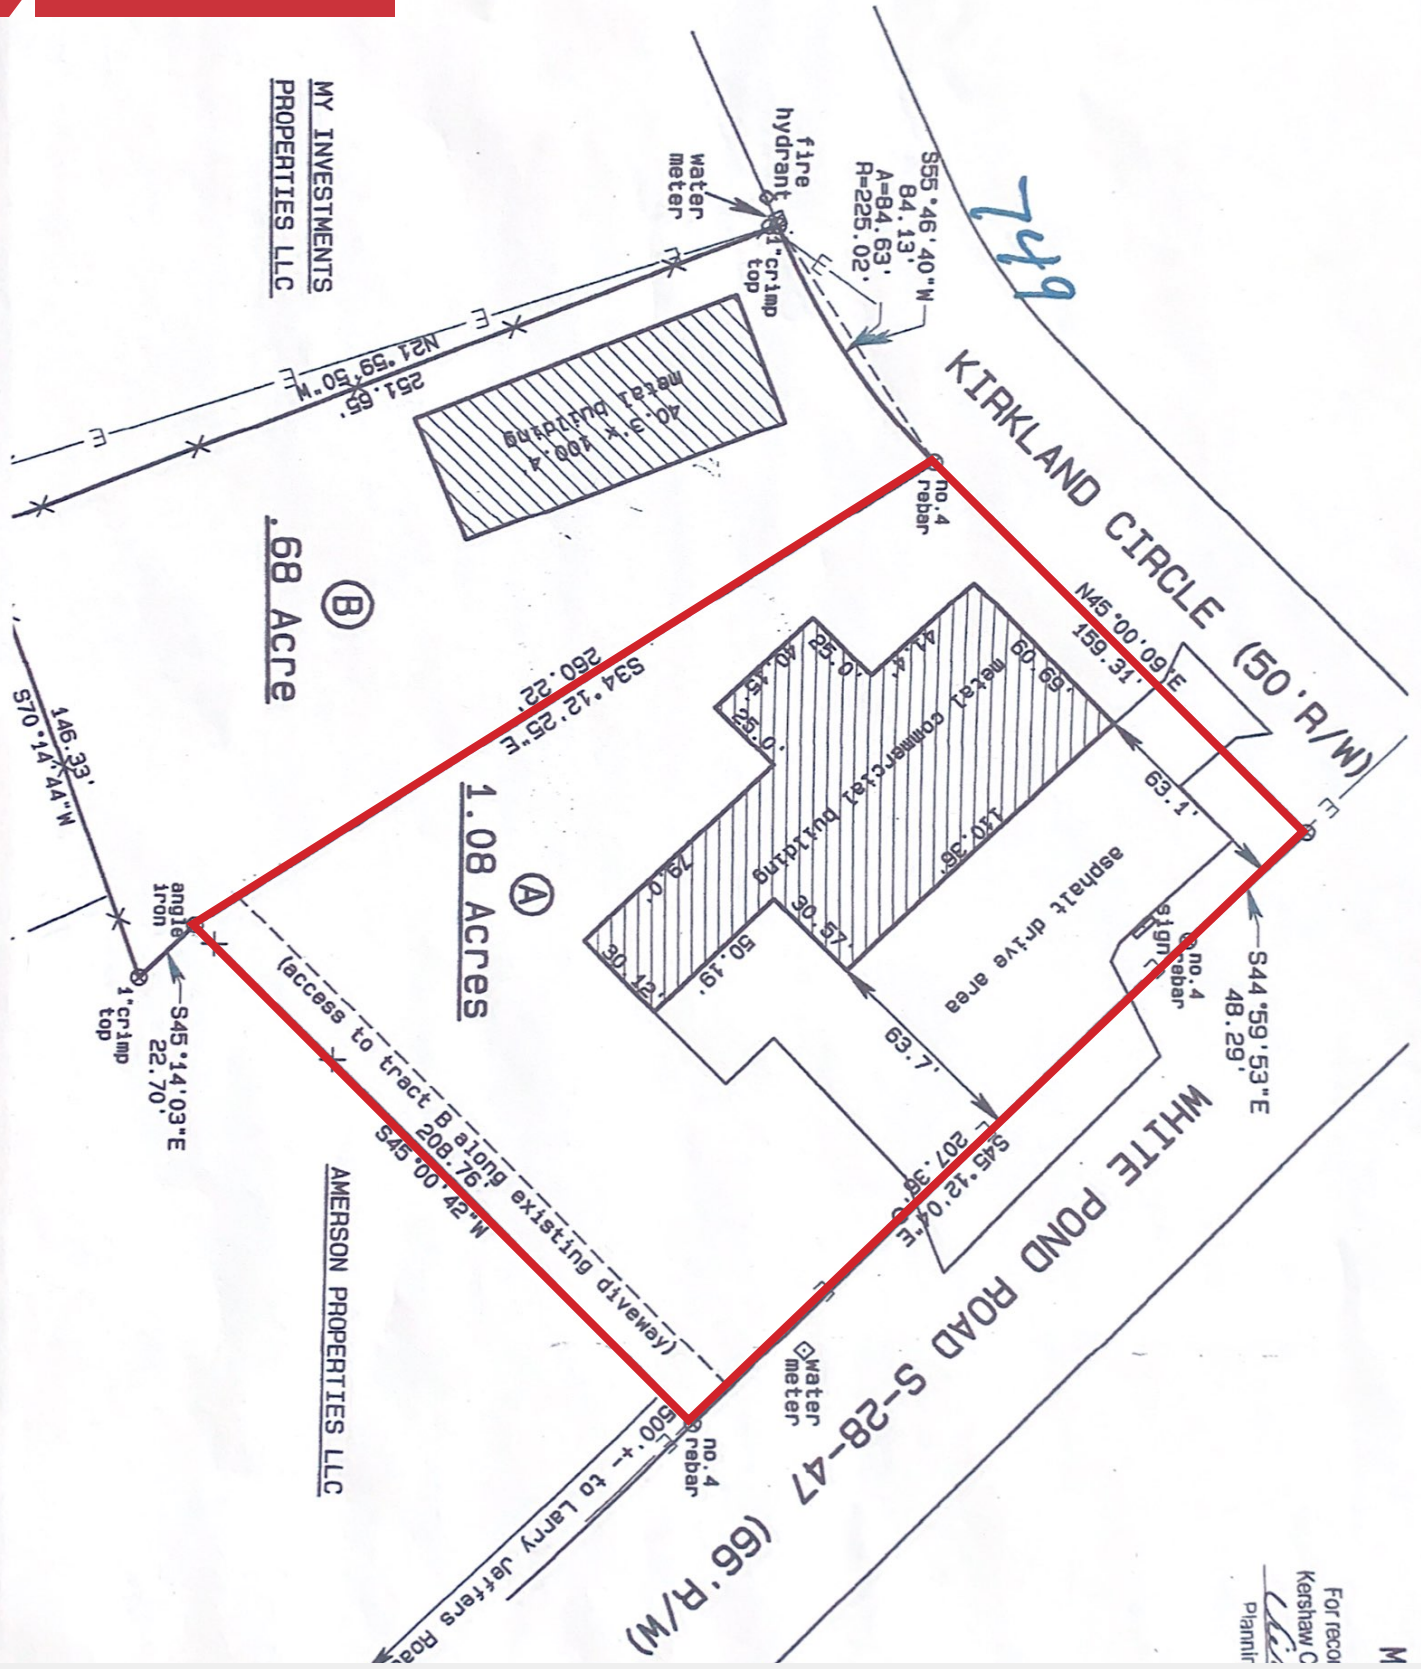 MY INVESTMENTS
PROPERTIES LLC
fire
hydrant
water
meter
1"crimp
top
S55°46'40"W
84.13'
A=84.63'
R=225.02'
749
KIRKLAND CIRCLE (50'R/W)
N45°00'09"E
159.31'
E
E
E
E
E
N21°59'50"W
251.65'
40.3'x 100.4'
metal building
no.4
rebar
B
.68 Acre
S34°12'25"E
260.22'
146.33'
S70°14'44"W
angle
iron
1"crimp
top
S45°14'03"E
22.70'
A
1.08 Acres
metal commercial building
60.69'
41.4'
25.0'
40.45'
25.0'
79.0'
30.12'
50.19'
30.57'
110.36'
63.1'
63.7'
asphalt drive area
sign
no.4
rebar
S44°59'53"E
48.29'
S45°12'04"E
207.36'
WHITE POND ROAD S-28-47 (66'R/W)
(access to tract B along existing diveway)
208.76'
S45°00'42"W
AMERSON PROPERTIES LLC
water
meter
no.4
rebar
500'+- to Larry Jeffers Roa
For recor
Kershaw C
Plannin
M